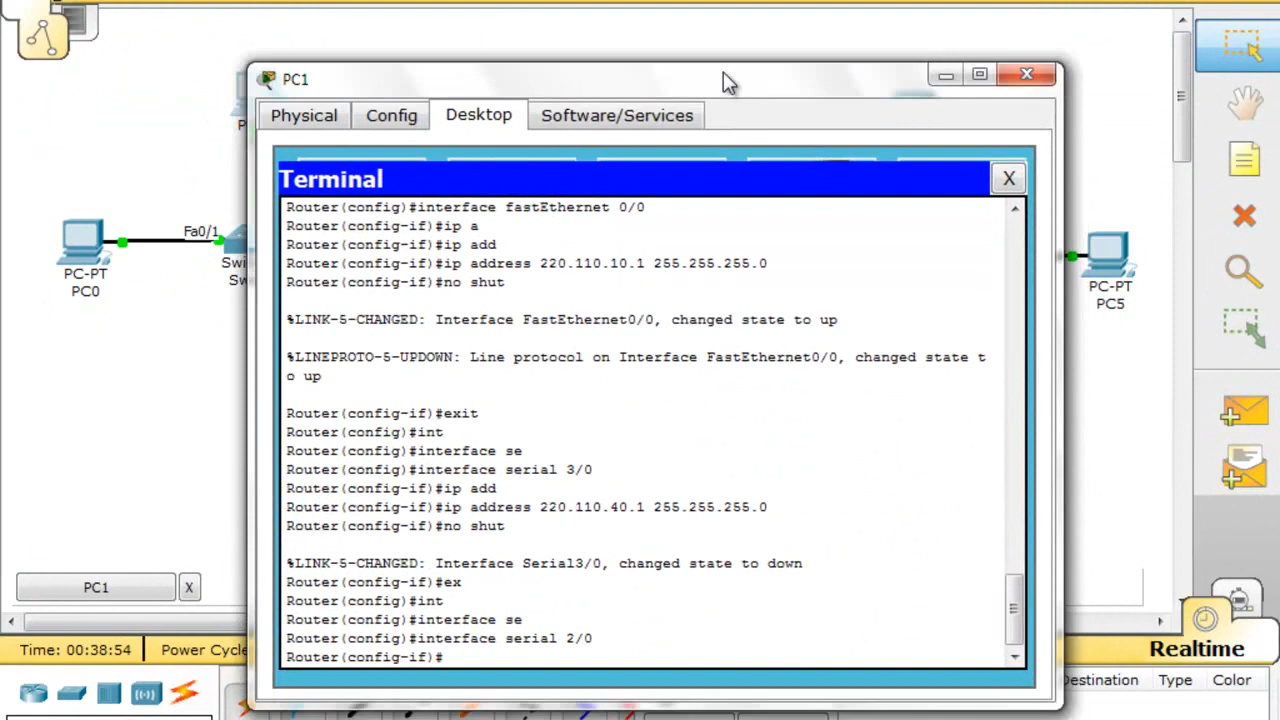 PC1
Physical
Config
Desktop
Software/Services
Terminal
X
Router(config)#interface fastEthernet 0/0
Router(config-if)#ip a
Router(config-if)#ip add
Router(config-if)#ip address 220.110.10.1 255.255.255.0
Router(config-if)#no shut
%LINK-5-CHANGED: Interface FastEthernet0/0, changed state to up
%LINEPROTO-5-UPDOWN: Line protocol on Interface FastEthernet0/0, changed state t
o up
Router(config-if)#exit
Router(config)#int
Router(config)#interface se
Router(config)#interface serial 3/0
Router(config-if)#ip add
Router(config-if)#ip address 220.110.40.1 255.255.255.0
Router(config-if)#no shut
%LINK-5-CHANGED: Interface Serial3/0, changed state to down
Router(config-if)#ex
Router(config)#int
Router(config)#interface se
Router(config)#interface serial 2/0
Router(config-if)#
Fa0/1
PC-PT
PC0
PC-PT
PC5
PC1
X
Time: 00:38:54
Power Cycle
Realtime
Destination
Type
Color